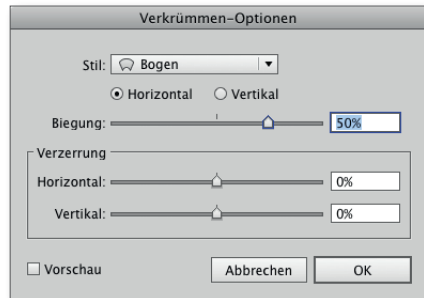 Verkrümmen-Optionen
Stil: Bogen
Horizontal Vertikal
Biegung: 50%
Verzerrung
Horizontal: 0%
Vertikal: 0%
Vorschau Abbrechen OK